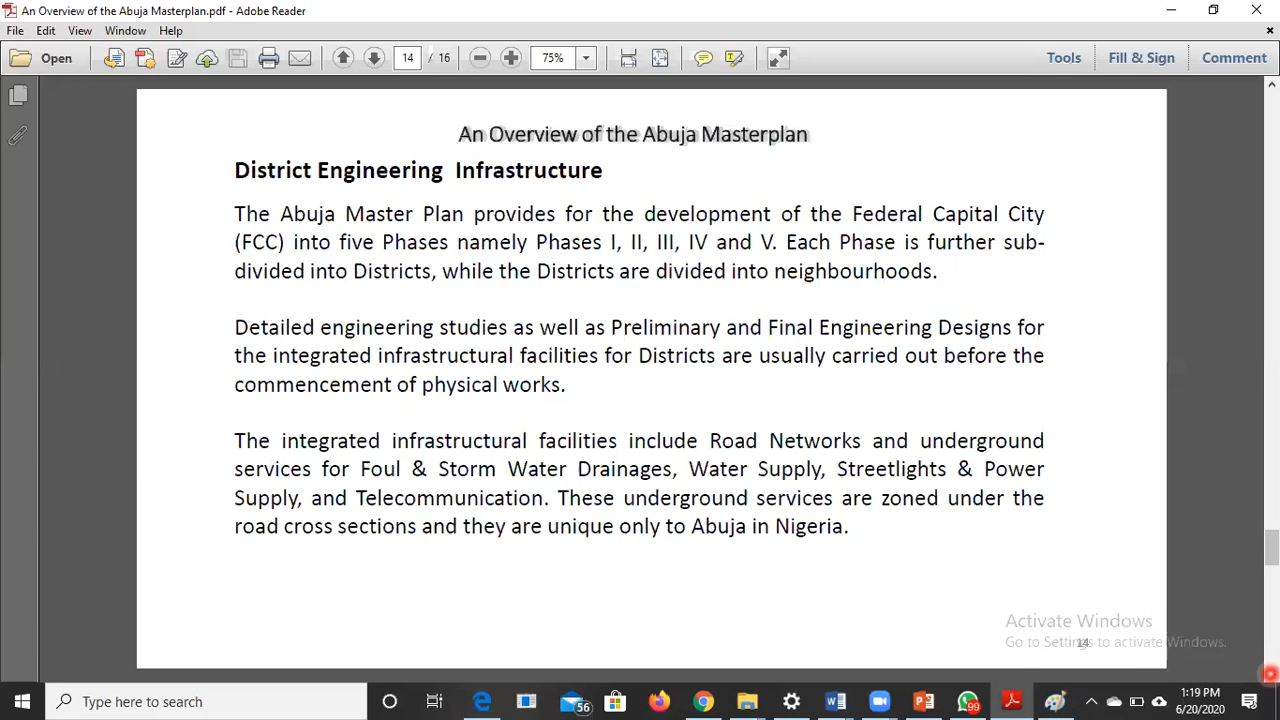 An Overview of the Abuja Masterplan.pdf - Adobe Reader
File Edit View Window Help
Open 14 / 16 75% Tools Fill & Sign Comment
An Overview of the Abuja Masterplan
District Engineering Infrastructure
The Abuja Master Plan provides for the development of the Federal Capital City
(FCC) into five Phases namely Phases I, II, III, IV and V. Each Phase is further sub-
divided into Districts, while the Districts are divided into neighbourhoods.
Detailed engineering studies as well as Preliminary and Final Engineering Designs for
the integrated infrastructural facilities for Districts are usually carried out before the
commencement of physical works.
The integrated infrastructural facilities include Road Networks and underground
services for Foul & Storm Water Drainages, Water Supply, Streetlights & Power
Supply, and Telecommunication. These underground services are zoned under the
road cross sections and they are unique only to Abuja in Nigeria.
Activate Windows
Go to Settings to activate Windows.
14
Type here to search
56
99
1:19 PM
6/20/2020